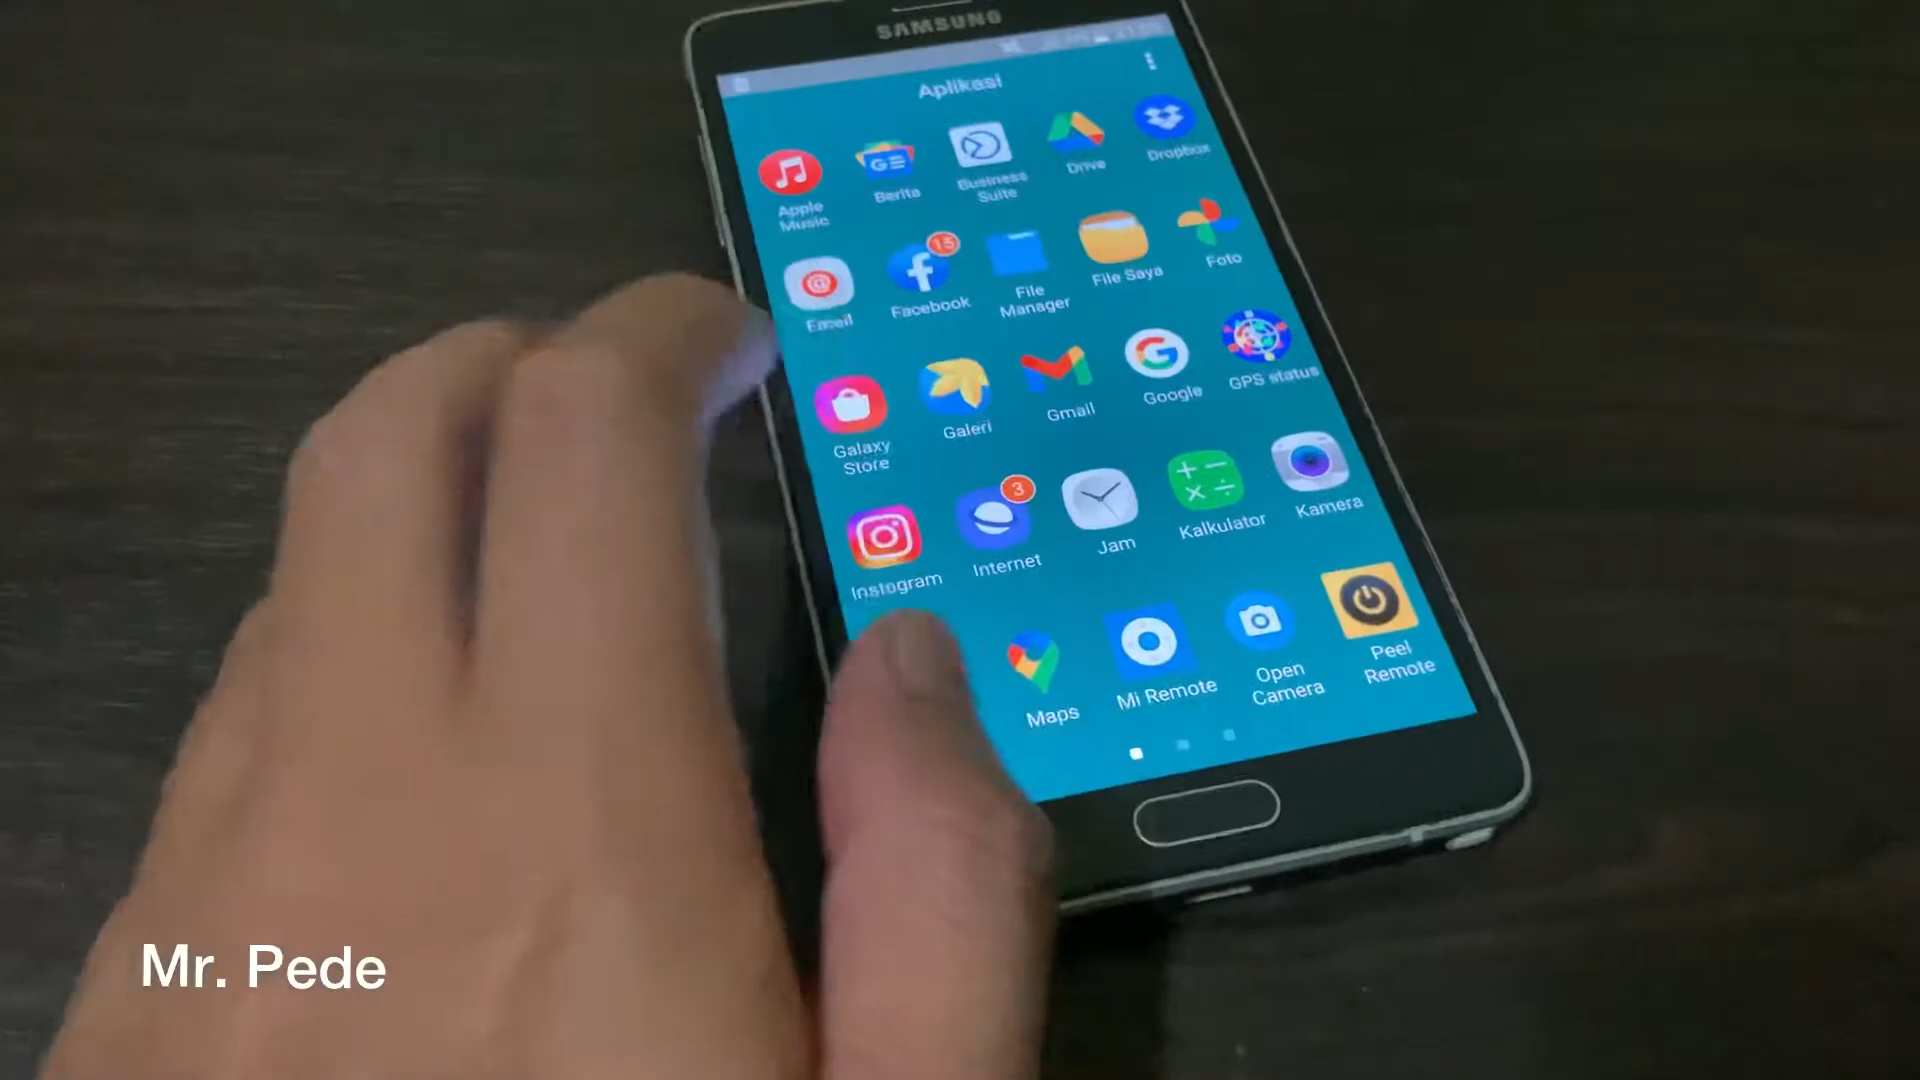 SAMSUNG
Aplikasi
Apple
Music
Berita
Business
Suite
Drive
Dropbox
15
Email
Facebook
File
Manager
File Saya
Foto
Galaxy
Store
Galeri
Gmail
Google
GPS status
3
Instagram
Internet
Jam
Kalkulator
Kamera
Maps
Mi Remote
Open
Camera
Peel
Remote
Mr. Pede